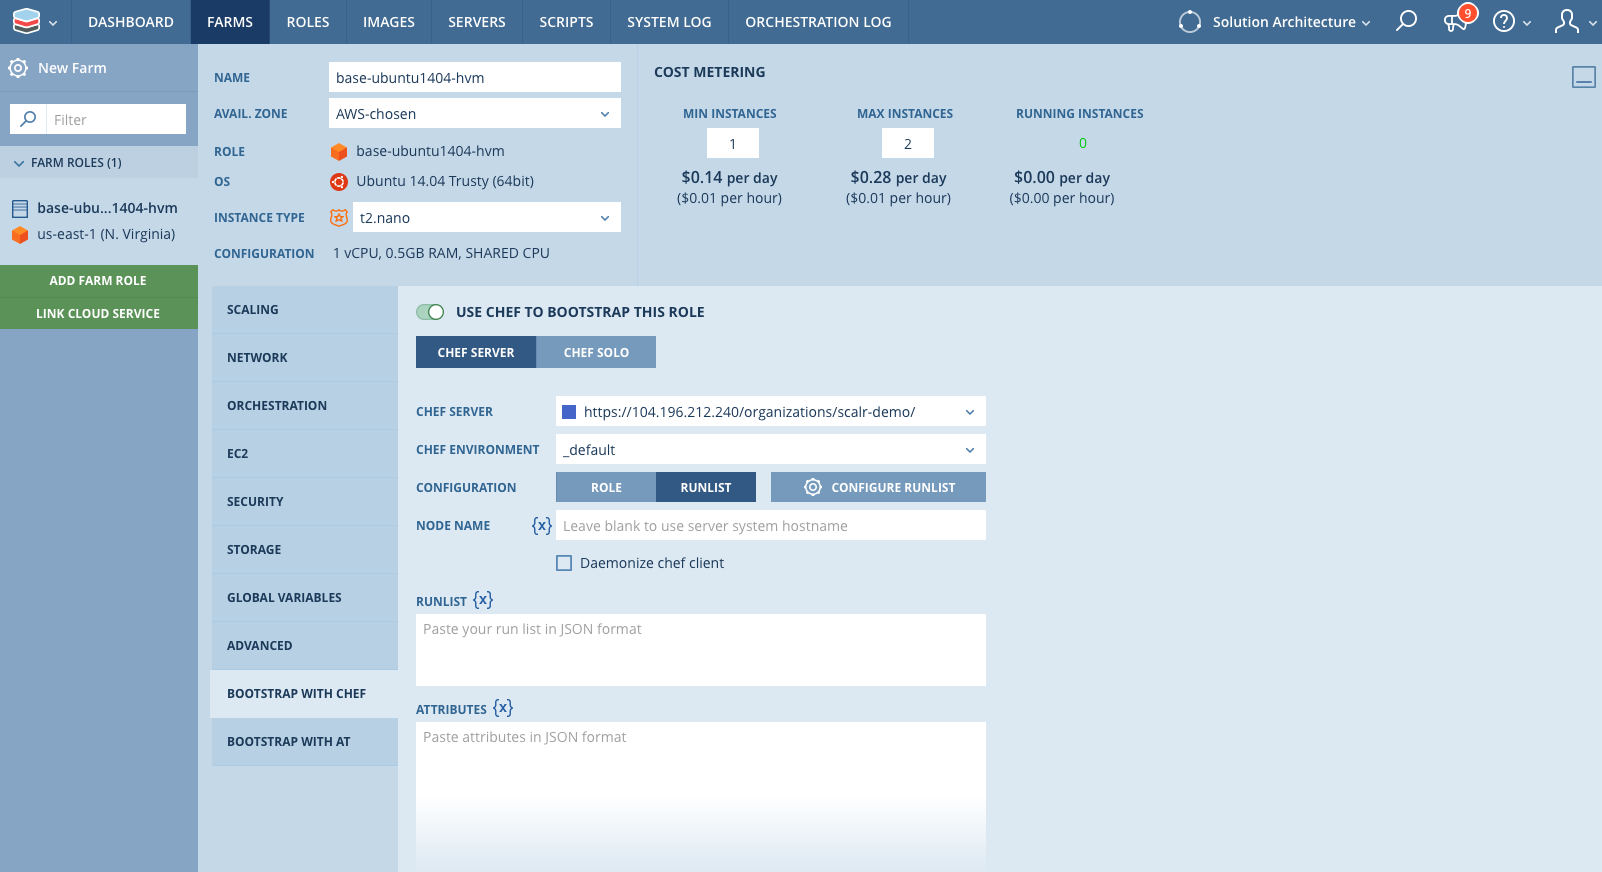 DASHBOARD FARMS ROLES IMAGES SERVERS SCRIPTS SYSTEM LOG ORCHESTRATION LOG Solution Architecture 9
New Farm
Filter
FARM ROLES (1)
base-ubu...1404-hvm
us-east-1 (N. Virginia)
ADD FARM ROLE
LINK CLOUD SERVICE
NAME base-ubuntu1404-hvm
AVAIL. ZONE AWS-chosen
ROLE base-ubuntu1404-hvm
OS Ubuntu 14.04 Trusty (64bit)
INSTANCE TYPE t2.nano
CONFIGURATION 1 vCPU, 0.5GB RAM, SHARED CPU
COST METERING
MIN INSTANCES MAX INSTANCES RUNNING INSTANCES
1 2 0
$0.14 per day $0.28 per day $0.00 per day
($0.01 per hour) ($0.01 per hour) ($0.00 per hour)
SCALING
NETWORK
ORCHESTRATION
EC2
SECURITY
STORAGE
GLOBAL VARIABLES
ADVANCED
BOOTSTRAP WITH CHEF
BOOTSTRAP WITH AT
USE CHEF TO BOOTSTRAP THIS ROLE
CHEF SERVER CHEF SOLO
CHEF SERVER https://104.196.212.240/organizations/scalr-demo/
CHEF ENVIRONMENT _default
CONFIGURATION ROLE RUNLIST CONFIGURE RUNLIST
NODE NAME {x} Leave blank to use server system hostname
Daemonize chef client
RUNLIST {x}
Paste your run list in JSON format
ATTRIBUTES {x}
Paste attributes in JSON format